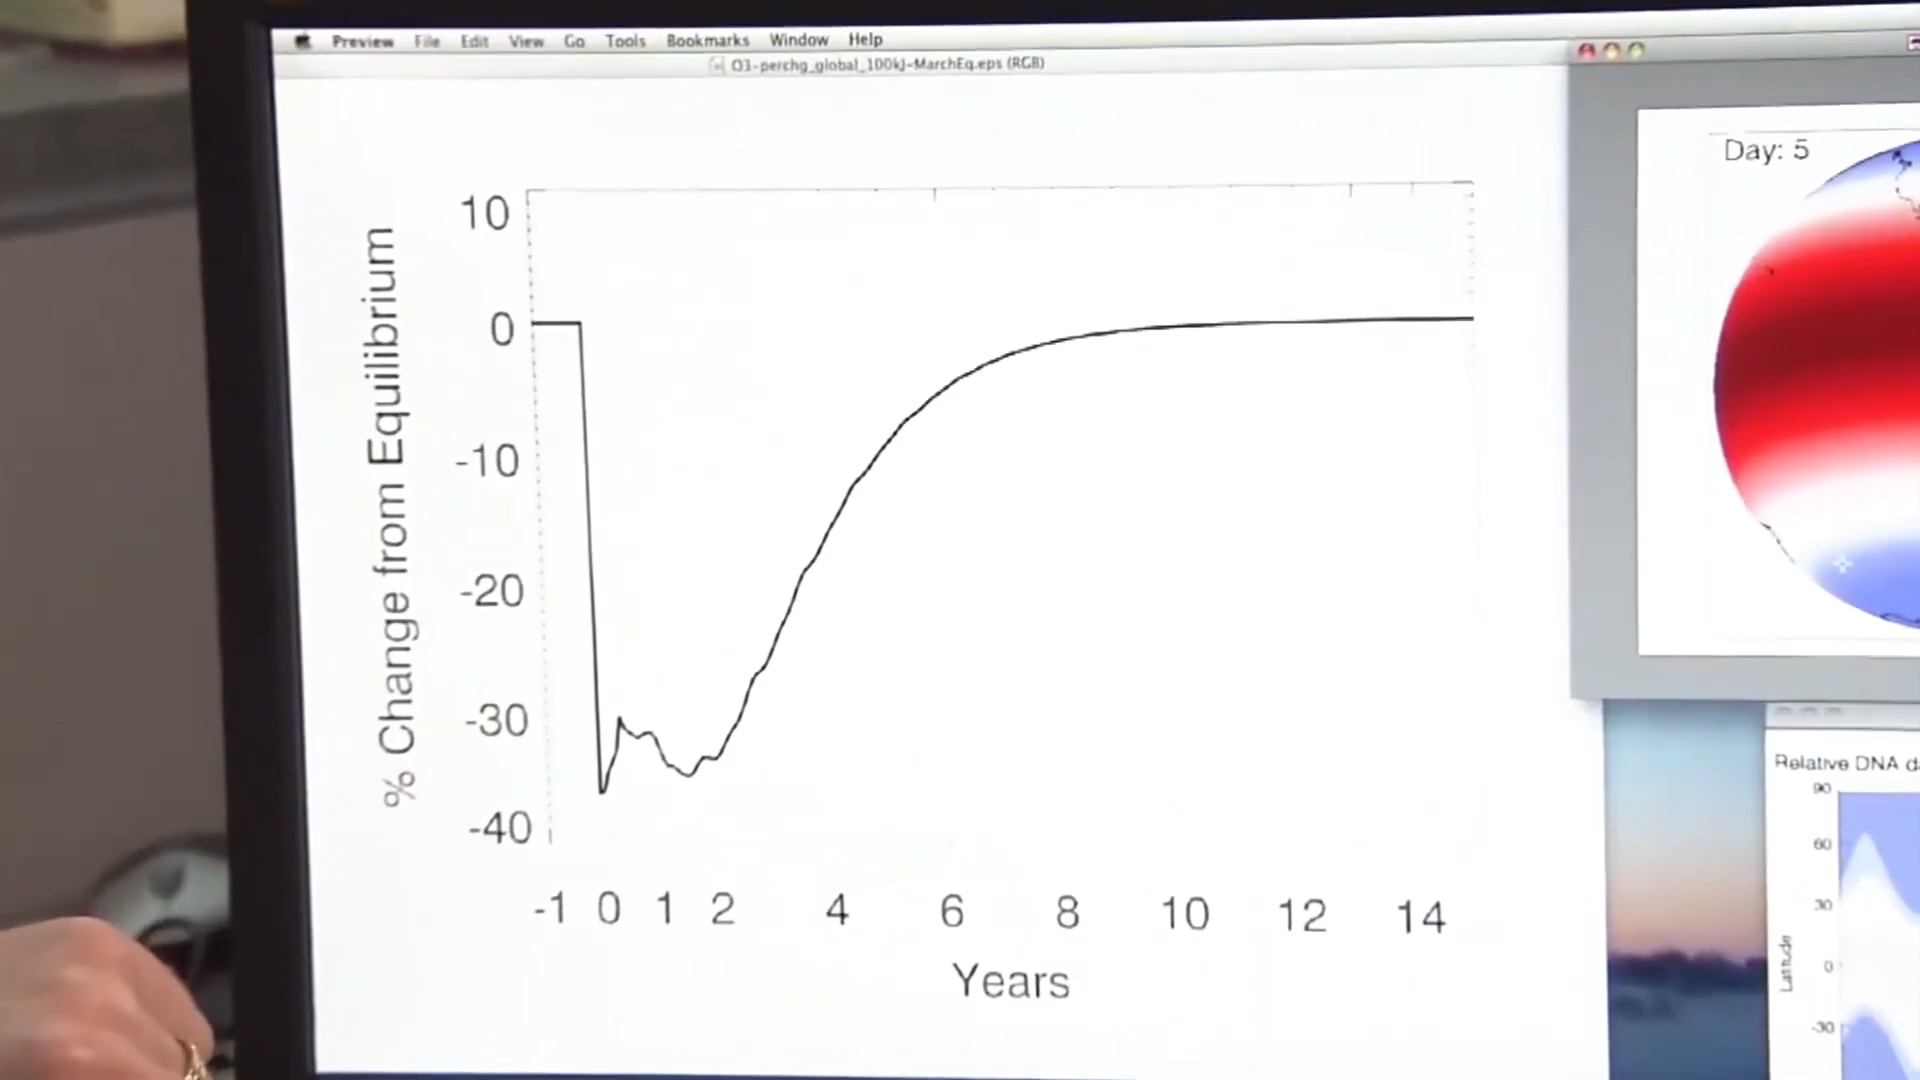 Preview File Edit View Go Tools Bookmarks Window Help
O3-perchg_global_100kJ-MarchEq.eps (RGB)
% Change from Equilibrium
10
0
-10
-20
-30
-40
-1 0 1 2 4 6 8 10 12 14
Years
Day: 5
Relative DNA
90
60
30
0
-30
Latitude